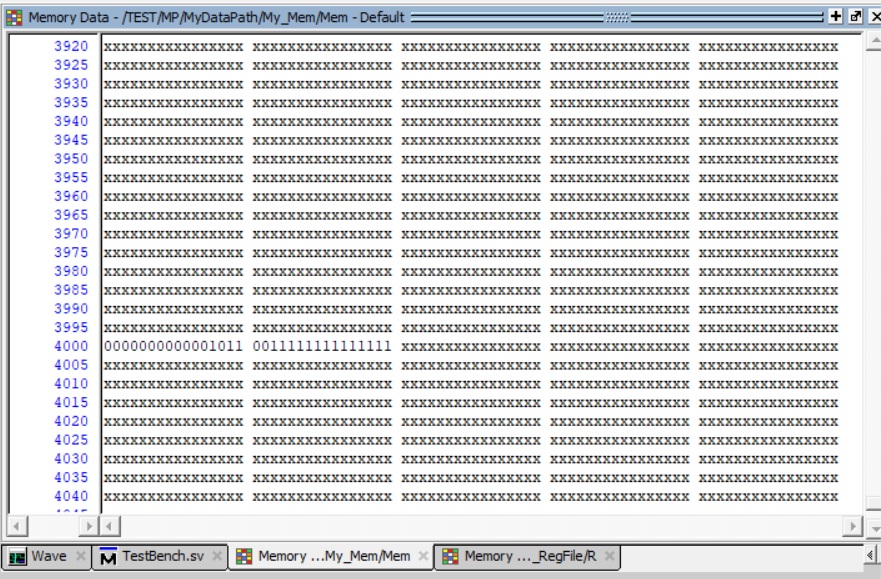 Memory Data - /TEST/MP/MyDataPath/My_Mem/Mem - Default
3920 xxxxxxxxxxxxxxxx xxxxxxxxxxxxxxxx xxxxxxxxxxxxxxxx xxxxxxxxxxxxxxxx xxxxxxxxxxxxxxxx
3925 xxxxxxxxxxxxxxxx xxxxxxxxxxxxxxxx xxxxxxxxxxxxxxxx xxxxxxxxxxxxxxxx xxxxxxxxxxxxxxxx
3930 xxxxxxxxxxxxxxxx xxxxxxxxxxxxxxxx xxxxxxxxxxxxxxxx xxxxxxxxxxxxxxxx xxxxxxxxxxxxxxxx
3935 xxxxxxxxxxxxxxxx xxxxxxxxxxxxxxxx xxxxxxxxxxxxxxxx xxxxxxxxxxxxxxxx xxxxxxxxxxxxxxxx
3940 xxxxxxxxxxxxxxxx xxxxxxxxxxxxxxxx xxxxxxxxxxxxxxxx xxxxxxxxxxxxxxxx xxxxxxxxxxxxxxxx
3945 xxxxxxxxxxxxxxxx xxxxxxxxxxxxxxxx xxxxxxxxxxxxxxxx xxxxxxxxxxxxxxxx xxxxxxxxxxxxxxxx
3950 xxxxxxxxxxxxxxxx xxxxxxxxxxxxxxxx xxxxxxxxxxxxxxxx xxxxxxxxxxxxxxxx xxxxxxxxxxxxxxxx
3955 xxxxxxxxxxxxxxxx xxxxxxxxxxxxxxxx xxxxxxxxxxxxxxxx xxxxxxxxxxxxxxxx xxxxxxxxxxxxxxxx
3960 xxxxxxxxxxxxxxxx xxxxxxxxxxxxxxxx xxxxxxxxxxxxxxxx xxxxxxxxxxxxxxxx xxxxxxxxxxxxxxxx
3965 xxxxxxxxxxxxxxxx xxxxxxxxxxxxxxxx xxxxxxxxxxxxxxxx xxxxxxxxxxxxxxxx xxxxxxxxxxxxxxxx
3970 xxxxxxxxxxxxxxxx xxxxxxxxxxxxxxxx xxxxxxxxxxxxxxxx xxxxxxxxxxxxxxxx xxxxxxxxxxxxxxxx
3975 xxxxxxxxxxxxxxxx xxxxxxxxxxxxxxxx xxxxxxxxxxxxxxxx xxxxxxxxxxxxxxxx xxxxxxxxxxxxxxxx
3980 xxxxxxxxxxxxxxxx xxxxxxxxxxxxxxxx xxxxxxxxxxxxxxxx xxxxxxxxxxxxxxxx xxxxxxxxxxxxxxxx
3985 xxxxxxxxxxxxxxxx xxxxxxxxxxxxxxxx xxxxxxxxxxxxxxxx xxxxxxxxxxxxxxxx xxxxxxxxxxxxxxxx
3990 xxxxxxxxxxxxxxxx xxxxxxxxxxxxxxxx xxxxxxxxxxxxxxxx xxxxxxxxxxxxxxxx xxxxxxxxxxxxxxxx
3995 xxxxxxxxxxxxxxxx xxxxxxxxxxxxxxxx xxxxxxxxxxxxxxxx xxxxxxxxxxxxxxxx xxxxxxxxxxxxxxxx
4000 0000000000001011 0011111111111111 xxxxxxxxxxxxxxxx xxxxxxxxxxxxxxxx xxxxxxxxxxxxxxxx
4005 xxxxxxxxxxxxxxxx xxxxxxxxxxxxxxxx xxxxxxxxxxxxxxxx xxxxxxxxxxxxxxxx xxxxxxxxxxxxxxxx
4010 xxxxxxxxxxxxxxxx xxxxxxxxxxxxxxxx xxxxxxxxxxxxxxxx xxxxxxxxxxxxxxxx xxxxxxxxxxxxxxxx
4015 xxxxxxxxxxxxxxxx xxxxxxxxxxxxxxxx xxxxxxxxxxxxxxxx xxxxxxxxxxxxxxxx xxxxxxxxxxxxxxxx
4020 xxxxxxxxxxxxxxxx xxxxxxxxxxxxxxxx xxxxxxxxxxxxxxxx xxxxxxxxxxxxxxxx xxxxxxxxxxxxxxxx
4025 xxxxxxxxxxxxxxxx xxxxxxxxxxxxxxxx xxxxxxxxxxxxxxxx xxxxxxxxxxxxxxxx xxxxxxxxxxxxxxxx
4030 xxxxxxxxxxxxxxxx xxxxxxxxxxxxxxxx xxxxxxxxxxxxxxxx xxxxxxxxxxxxxxxx xxxxxxxxxxxxxxxx
4035 xxxxxxxxxxxxxxxx xxxxxxxxxxxxxxxx xxxxxxxxxxxxxxxx xxxxxxxxxxxxxxxx xxxxxxxxxxxxxxxx
4040 xxxxxxxxxxxxxxxx xxxxxxxxxxxxxxxx xxxxxxxxxxxxxxxx xxxxxxxxxxxxxxxx xxxxxxxxxxxxxxxx
Wave TestBench.sv Memory ...My_Mem/Mem Memory ..._RegFile/R